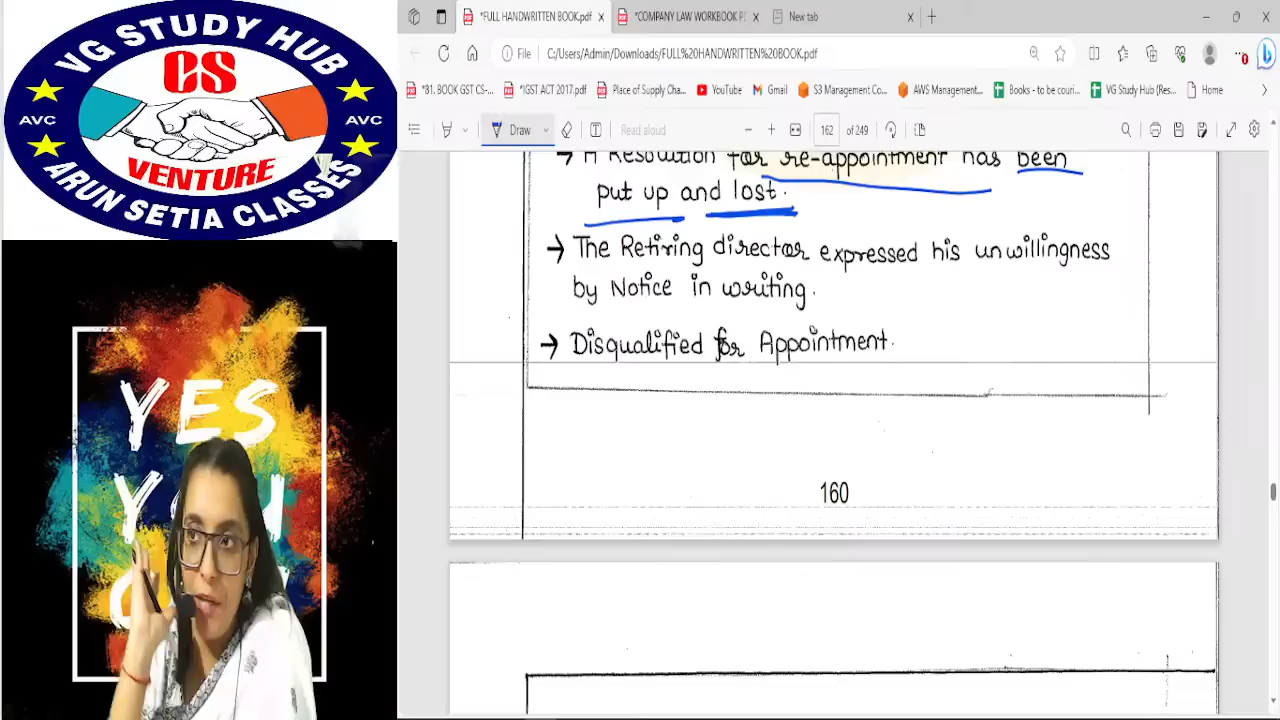 VG STUDY HUB
CS
AVC
AVC
VENTURE
ARUN SETIA CLASSES
YES
*FULL HANDWRITTEN BOOK.pdf
*COMPANY LAW WORKBOOK P
New tab
File
C:/Users/Admin/Downloads/FULL%20HANDWRITTEN%20BOOK.pdf
*81. BOOK GST CS-...
*IGST ACT 2017.pdf
Place of Supply Cha...
YouTube
Gmail
S3 Management Co...
AWS Management...
Books - to be couri...
VG Study Hub (Res...
Home
Draw
Read aloud
162 of 249
→ A Resolution for re-appointment has been
put up and lost.
→ The Retiring director expressed his unwillingness
by Notice in writing.
→ Disqualified for Appointment.
160